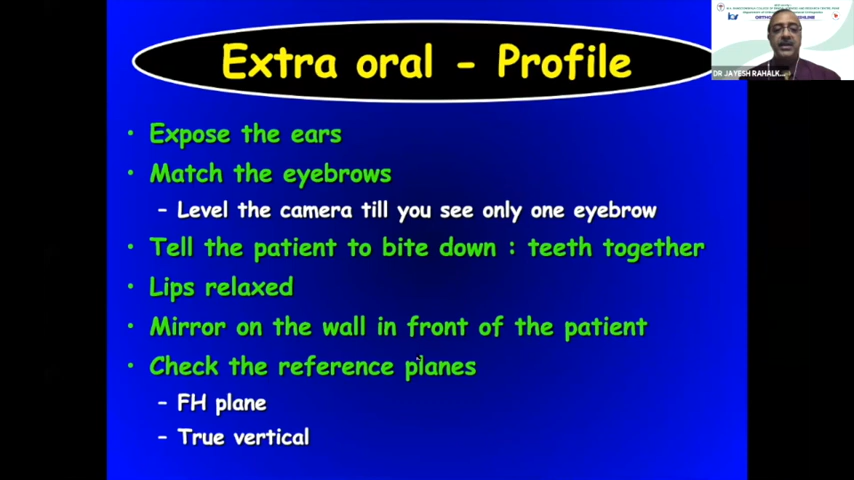 Extra oral - Profile
• Expose the ears
• Match the eyebrows
– Level the camera till you see only one eyebrow
• Tell the patient to bite down : teeth together
• Lips relaxed
• Mirror on the wall in front of the patient
• Check the reference planes
– FH plane
– True vertical
DR JAYESH RAHALK...